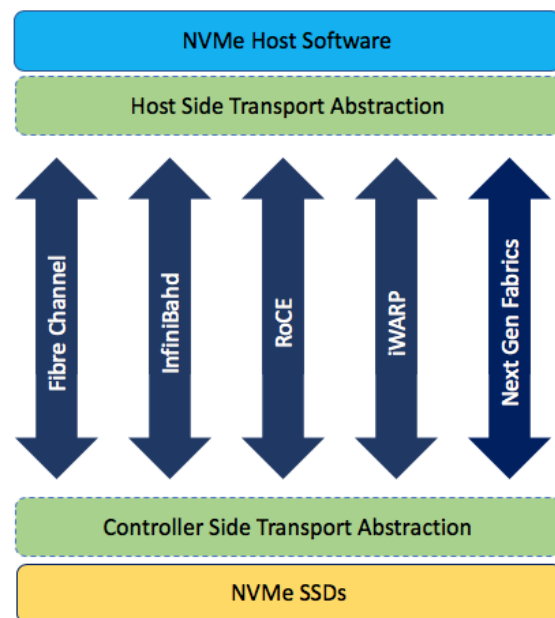 NVMe Host Software
Host Side Transport Abstraction
Fibre Channel
InfiniBahd
RoCE
iWARP
Next Gen Fabrics
Controller Side Transport Abstraction
NVMe SSDs